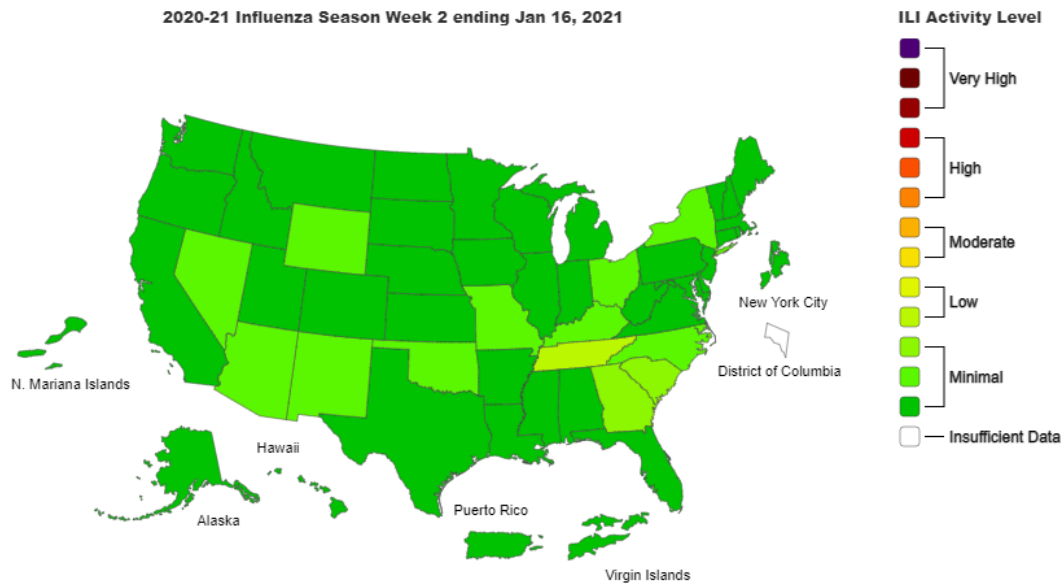 2020-21 Influenza Season Week 2 ending Jan 16, 2021
ILI Activity Level
Very High
High
Moderate
Low
Minimal
Insufficient Data
New York City
District of Columbia
N. Mariana Islands
Hawaii
Alaska
Puerto Rico
Virgin Islands